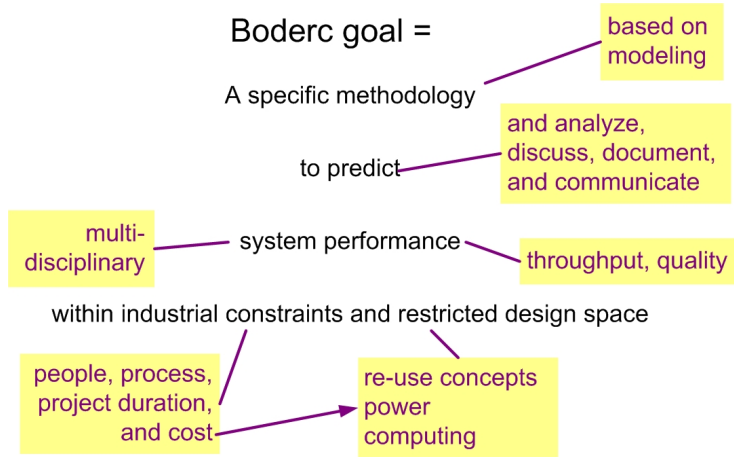 Boderc goal =
based on
modeling
A specific methodology
and analyze,
discuss, document,
and communicate
to predict
multi-
disciplinary
system performance
throughput, quality
within industrial constraints and restricted design space
people, process,
project duration,
and cost
re-use concepts
power
computing